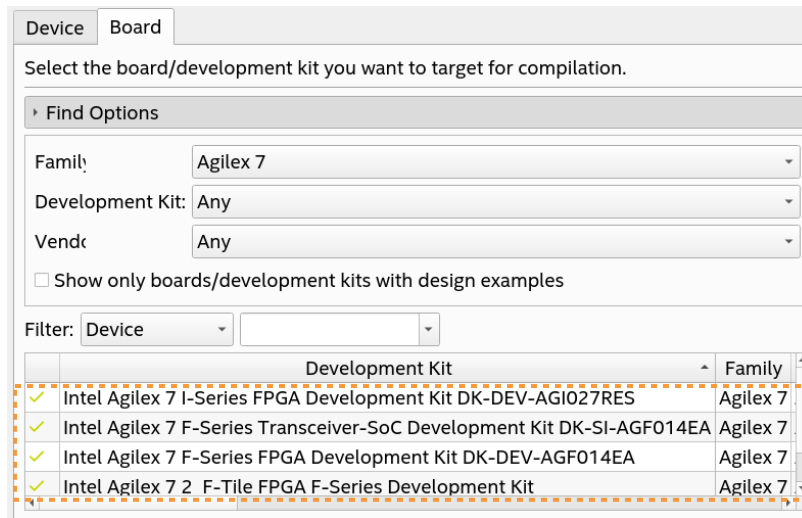 Device Board
Select the board/development kit you want to target for compilation.
Find Options
Family Agilex 7
Development Kit: Any
Vendo Any
Show only boards/development kits with design examples
Filter: Device
Development Kit Family
Intel Agilex 7 I-Series FPGA Development Kit DK-DEV-AGI027RES Agilex 7
Intel Agilex 7 F-Series Transceiver-SoC Development Kit DK-SI-AGF014EA Agilex 7
Intel Agilex 7 F-Series FPGA Development Kit DK-DEV-AGF014EA Agilex 7
Intel Agilex 7 2 F-Tile FPGA F-Series Development Kit Agilex 7